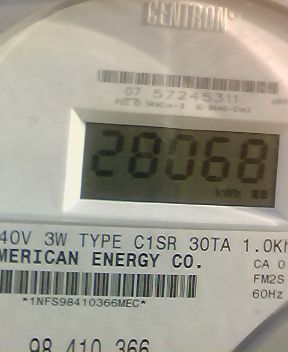 CENTRON®
07 57245311
28068
kWh
40V 3W TYPE C1SR 30TA 1.0Kh
MERICAN ENERGY CO.
CA 0
FM2S
60Hz
*1NFS98410366MEC*
98 410 366